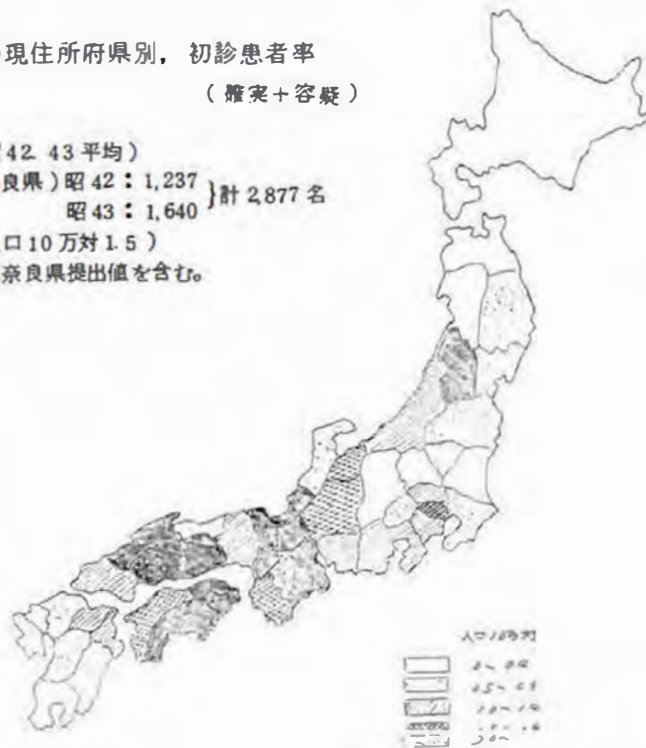 現住所府県別，初診患者率
（確実＋容疑）
42. 43 平均）
良県）昭 42：1,237
昭 43：1,640
計 2,877 名
口 10 万対 1.5 ）
奈良県提出値を含む。